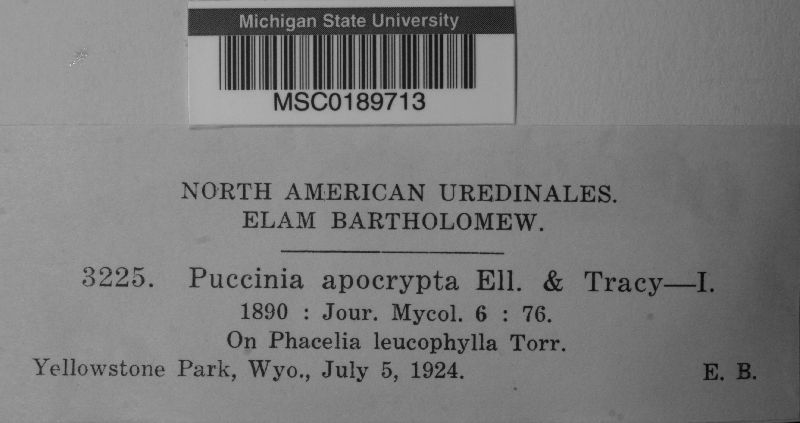 Michigan State University
MSC0189713
NORTH AMERICAN UREDINALES.
ELAM BARTHOLOMEW.
3225. Puccinia apocrypta Ell. & Tracy—I.
1890 : Jour. Mycol. 6 : 76.
On Phacelia leucophylla Torr.
Yellowstone Park, Wyo., July 5, 1924. E. B.